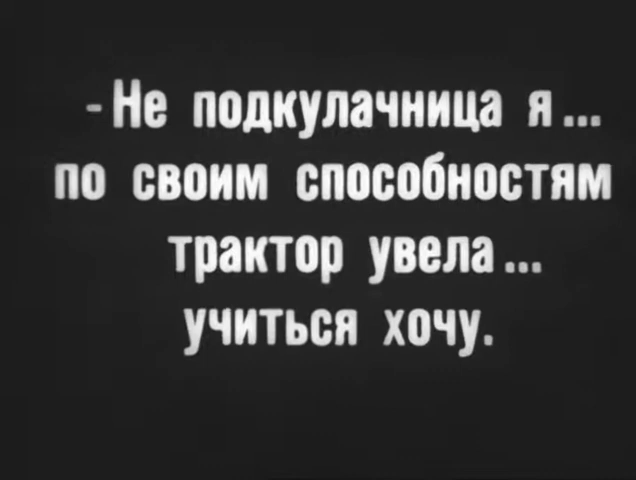 - Не подкулачница я ...
по своим способностям
трактор увела ...
учиться хочу.